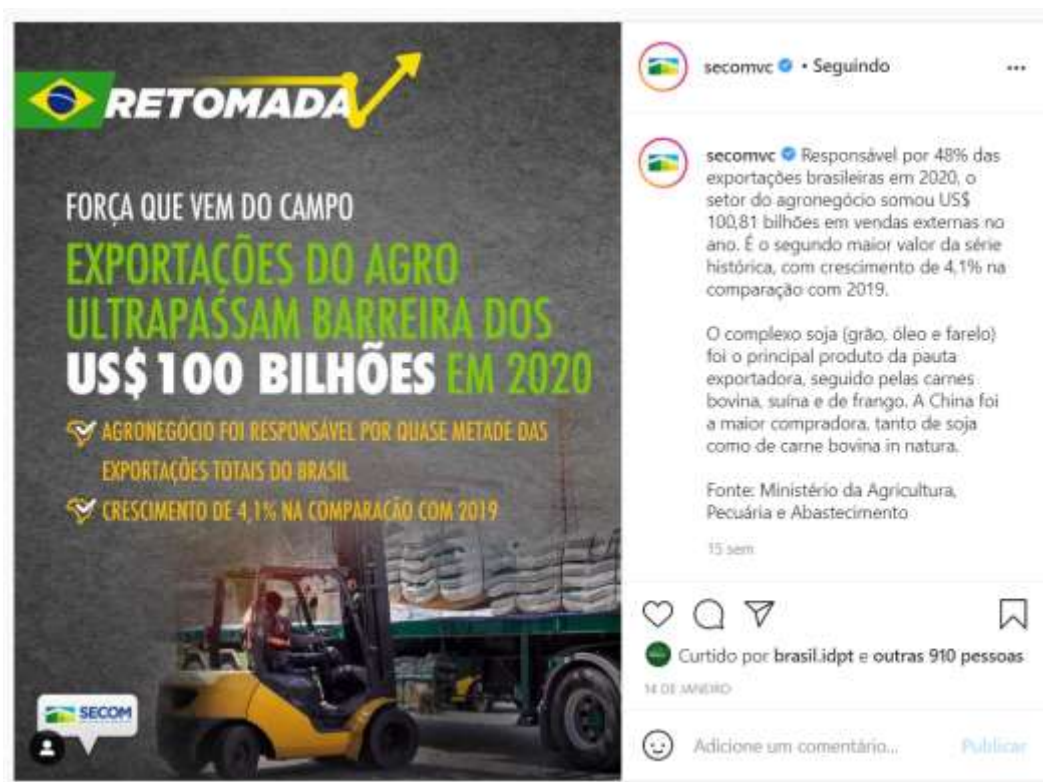 RETOMADA
FORÇA QUE VEM DO CAMPO
EXPORTAÇÕES DO AGRO
ULTRAPASSAM BARREIRA DOS
US$ 100 BILHÕES EM 2020
AGRONEGÓCIO FOI RESPONSÁVEL POR QUASE METADE DAS
EXPORTAÇÕES TOTAIS DO BRASIL
CRESCIMENTO DE 4,1% NA COMPARAÇÃO COM 2019
SECOM
secomvc • Seguindo
secomvc Responsável por 48% das
exportações brasileiras em 2020, o
setor do agronegócio somou US$
100,81 bilhões em vendas externas no
ano. É o segundo maior valor da série
histórica, com crescimento de 4,1% na
comparação com 2019.
O complexo soja (grão, óleo e farelo)
foi o principal produto da pauta
exportadora, seguido pelas carnes
bovina, suína e de frango. A China foi
a maior compradora, tanto de soja
como de carne bovina in natura.
Fonte: Ministério da Agricultura,
Pecuária e Abastecimento
15 sem
Curtido por brasil.idpt e outras 910 pessoas
14 DE JANEIRO
Adicione um comentário... Publicar